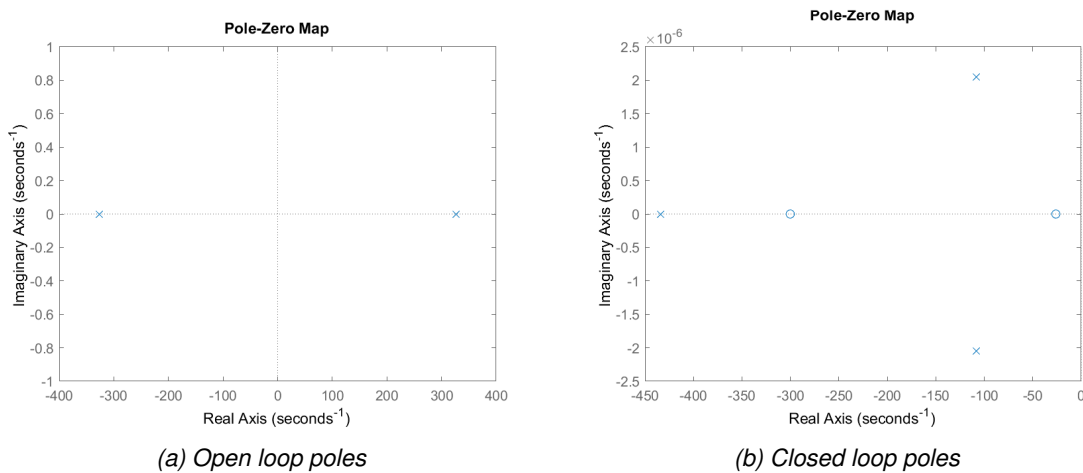 Pole-Zero Map
1
0.8
0.6
0.4
0.2
0
-0.2
-0.4
-0.6
-0.8
-1
Imaginary Axis (seconds-1)
-400 -300 -200 -100 0 100 200 300 400
Real Axis (seconds-1)
(a) Open loop poles
Pole-Zero Map
×10-6
2.5
2
1.5
1
0.5
0
-0.5
-1
-1.5
-2
-2.5
Imaginary Axis (seconds-1)
-450 -400 -350 -300 -250 -200 -150 -100 -50 0
Real Axis (seconds-1)
(b) Closed loop poles